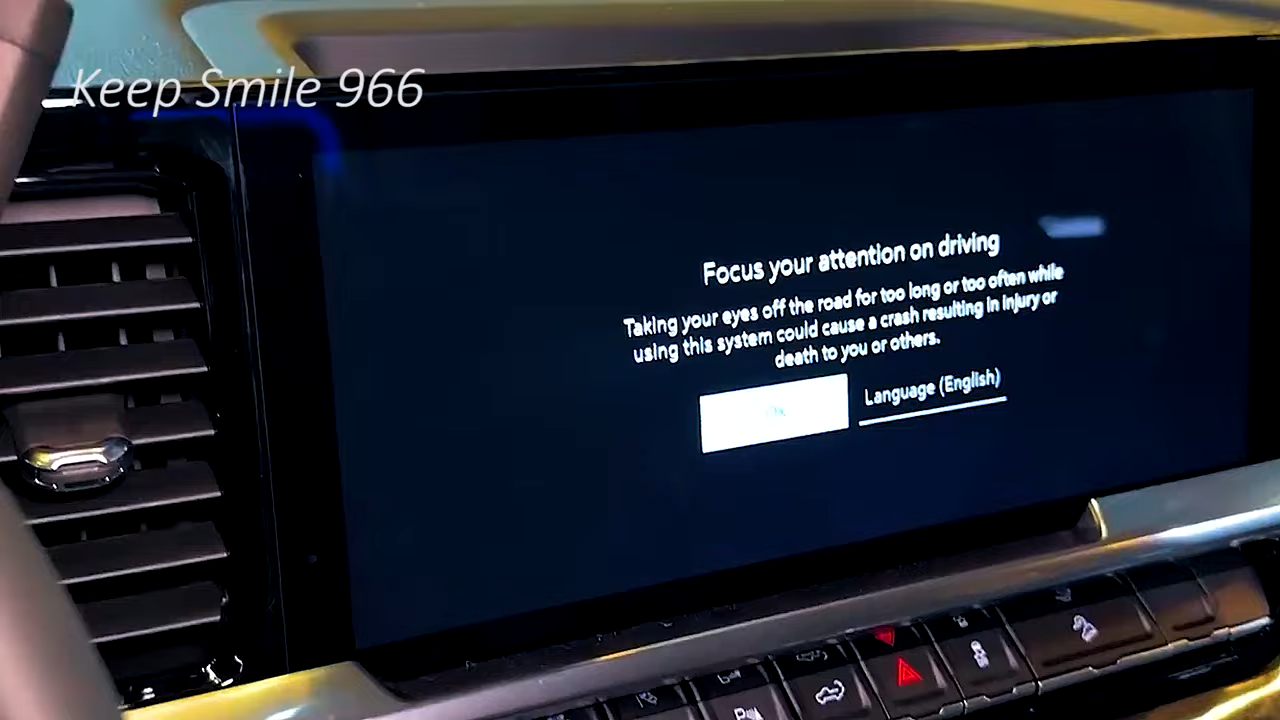 Keep Smile 966
Focus your attention on driving
Taking your eyes off the road for too long or too often while
using this system could cause a crash resulting in injury or
death to you or others.
Ok
Language (English)